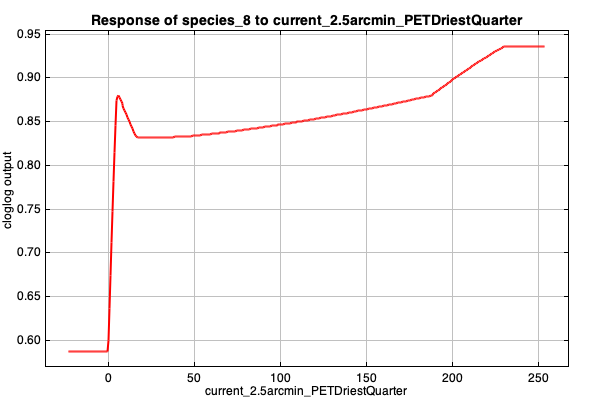 Response of species_8 to current_2.5arcmin_PETDriestQuarter
0.95
0.90
0.85
0.80
0.75
0.70
0.65
0.60
cloglog output
0 50 100 150 200 250
current_2.5arcmin_PETDriestQuarter